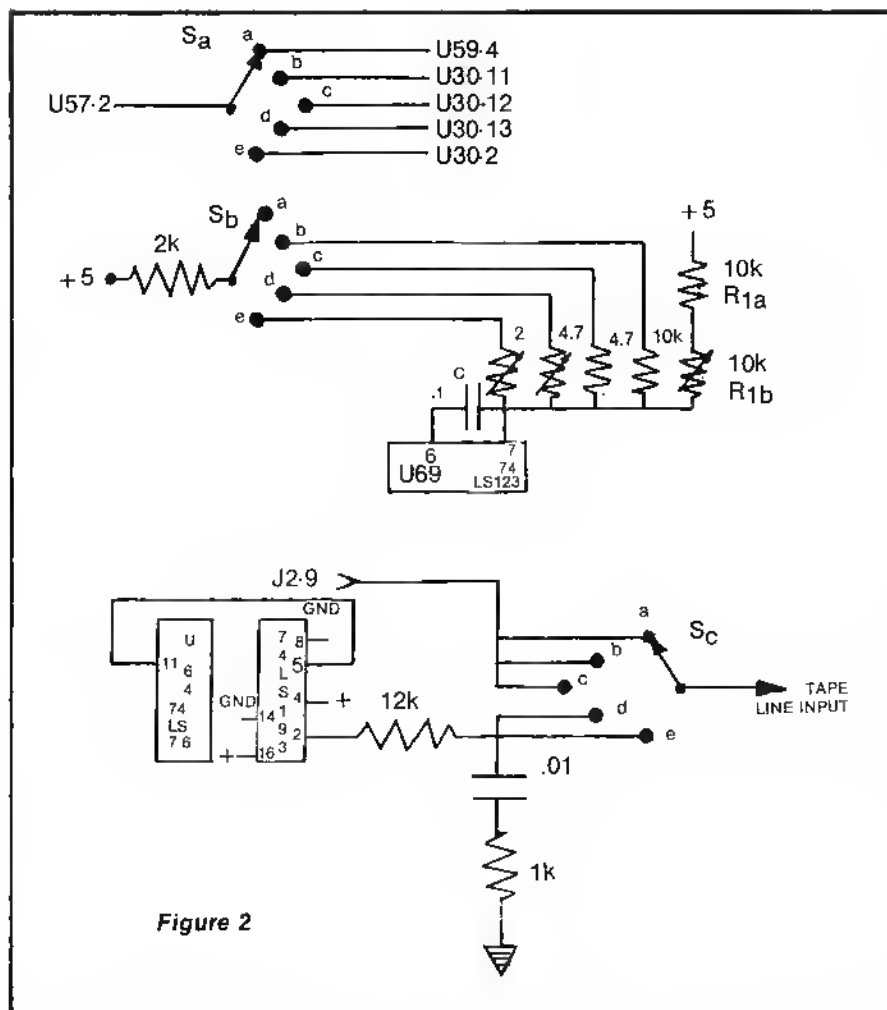 Sa
a
U59·4
b
U30·11
U57·2
c
U30·12
d
U30·13
e
U30·2
Sb
a
+5
b
2k
c
10k
R1a
+5
d
e
2
4.7
4.7
10k
10k
R1b
C
.1
6
7
U69
74
LS123
J2·9
GND
a
Sc
U
7
8
b
11
6
4
5
c
4
L
S
4
+
12k
TAPE
LINE INPUT
74
GND
14
1
d
LS
9
2
e
7 6
+
16
3
.01
1k
Figure 2